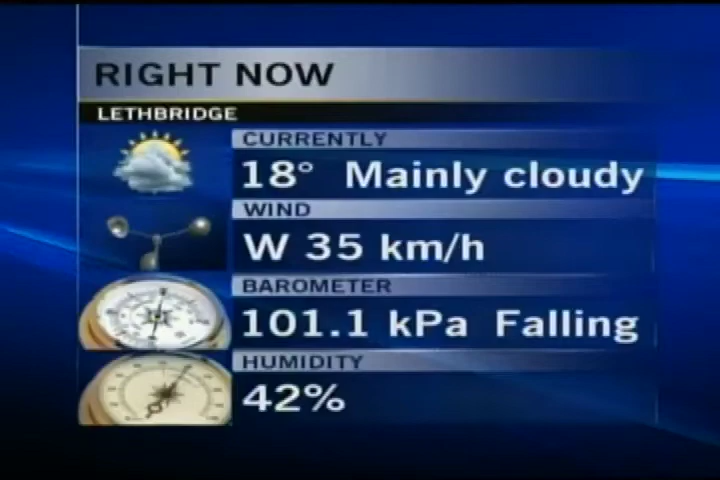 RIGHT NOW
LETHBRIDGE
CURRENTLY
18° Mainly cloudy
WIND
W 35 km/h
BAROMETER
101.1 kPa Falling
HUMIDITY
42%